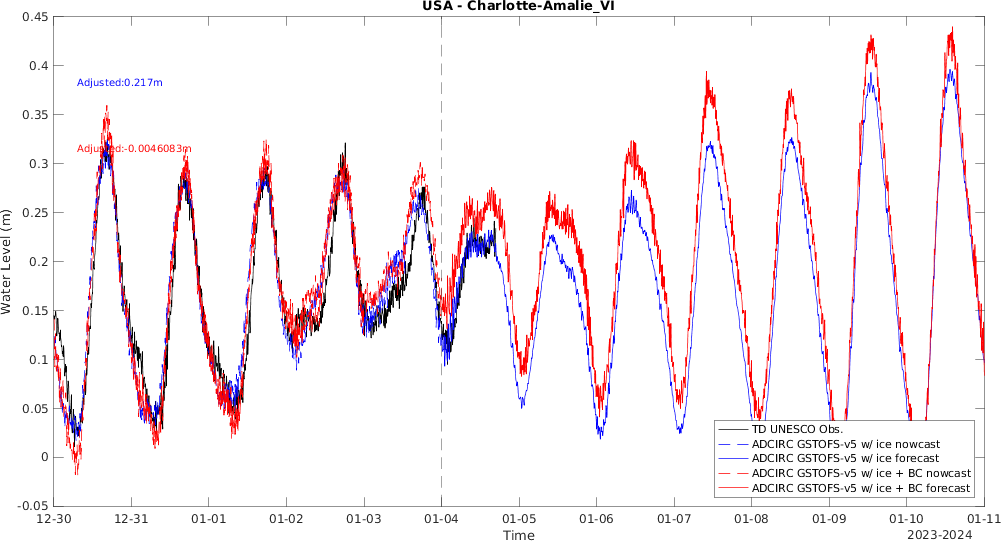 USA - Charlotte-Amalie_VI
0.45
0.4
0.35
0.3
0.25
0.2
0.15
0.1
0.05
0
-0.05
Water Level (m)
Adjusted:0.217m
Adjusted:-0.0046083m
TD UNESCO Obs.
ADCIRC GSTOFS-v5 w/ ice nowcast
ADCIRC GSTOFS-v5 w/ ice forecast
ADCIRC GSTOFS-v5 w/ ice + BC nowcast
ADCIRC GSTOFS-v5 w/ ice + BC forecast
12-30 12-31 01-01 01-02 01-03 01-04 01-05 01-06 01-07 01-08 01-09 01-10 01-11
Time
2023-2024